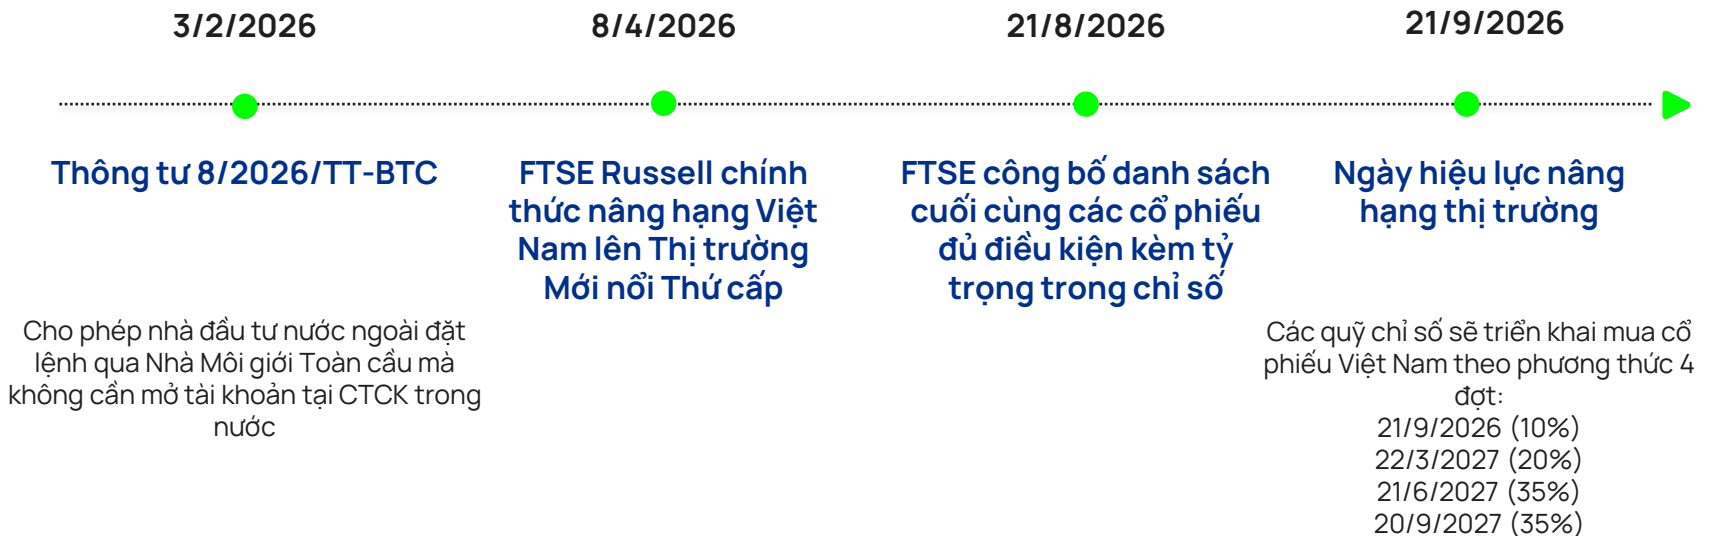 3/2/2026
8/4/2026
21/8/2026
21/9/2026
Thông tư 8/2026/TT-BTC
Cho phép nhà đầu tư nước ngoài đặt
lệnh qua Nhà Môi giới Toàn cầu mà
không cần mở tài khoản tại CTCK trong
nước
FTSE Russell chính
thức nâng hạng Việt
Nam lên Thị trường
Mới nổi Thứ cấp
FTSE công bố danh sách
cuối cùng các cổ phiếu
đủ điều kiện kèm tỷ
trọng trong chỉ số
Ngày hiệu lực nâng
hạng thị trường
Các quỹ chỉ số sẽ triển khai mua cổ
phiếu Việt Nam theo phương thức 4
đợt:
21/9/2026 (10%)
22/3/2027 (20%)
21/6/2027 (35%)
20/9/2027 (35%)